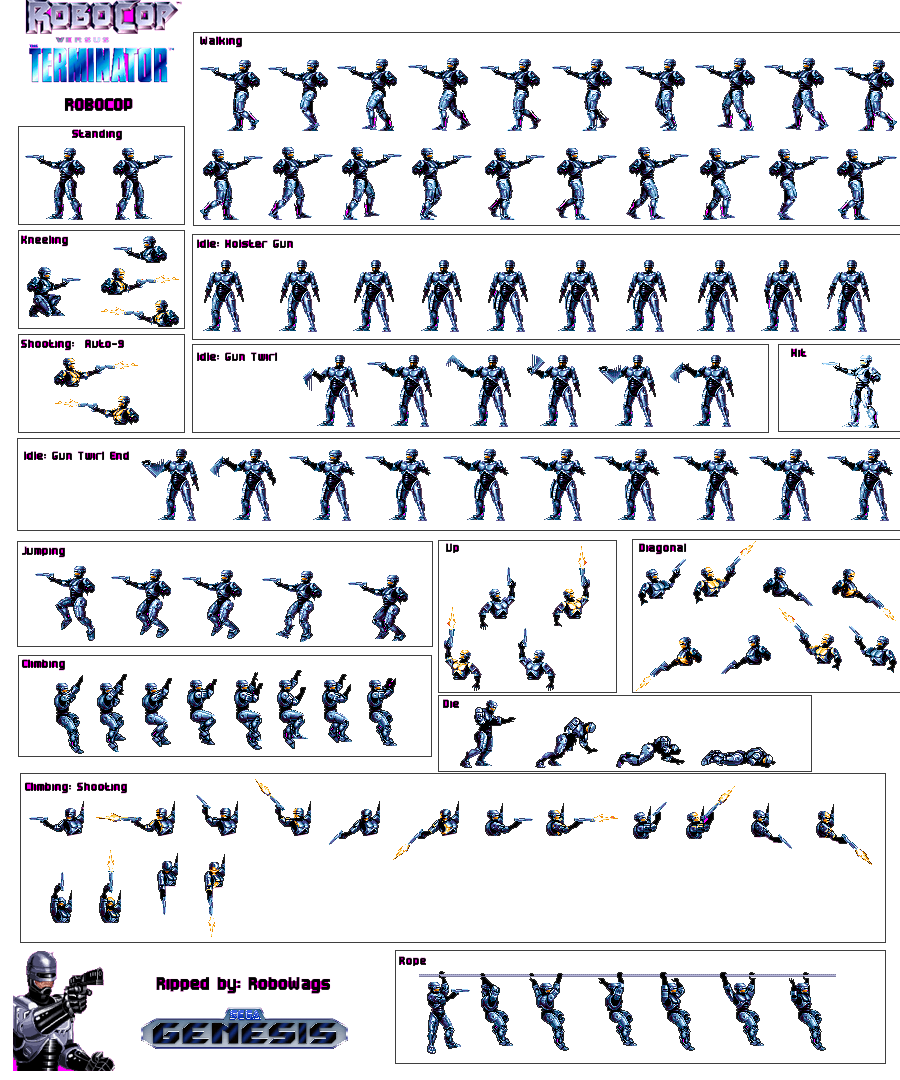 ROBOCOP
VERSUS
THE TERMINATOR
ROBOCOP
Walking
Standing
Kneeling
Idle: Holster Gun
Shooting: Auto-9
Idle: Gun Twirl
Hit
Idle: Gun Twirl End
Jumping
Up
Diagonal
Climbing
Die
Climbing: Shooting
Rope
Ripped by: RoboWags
SEGA
GENESIS